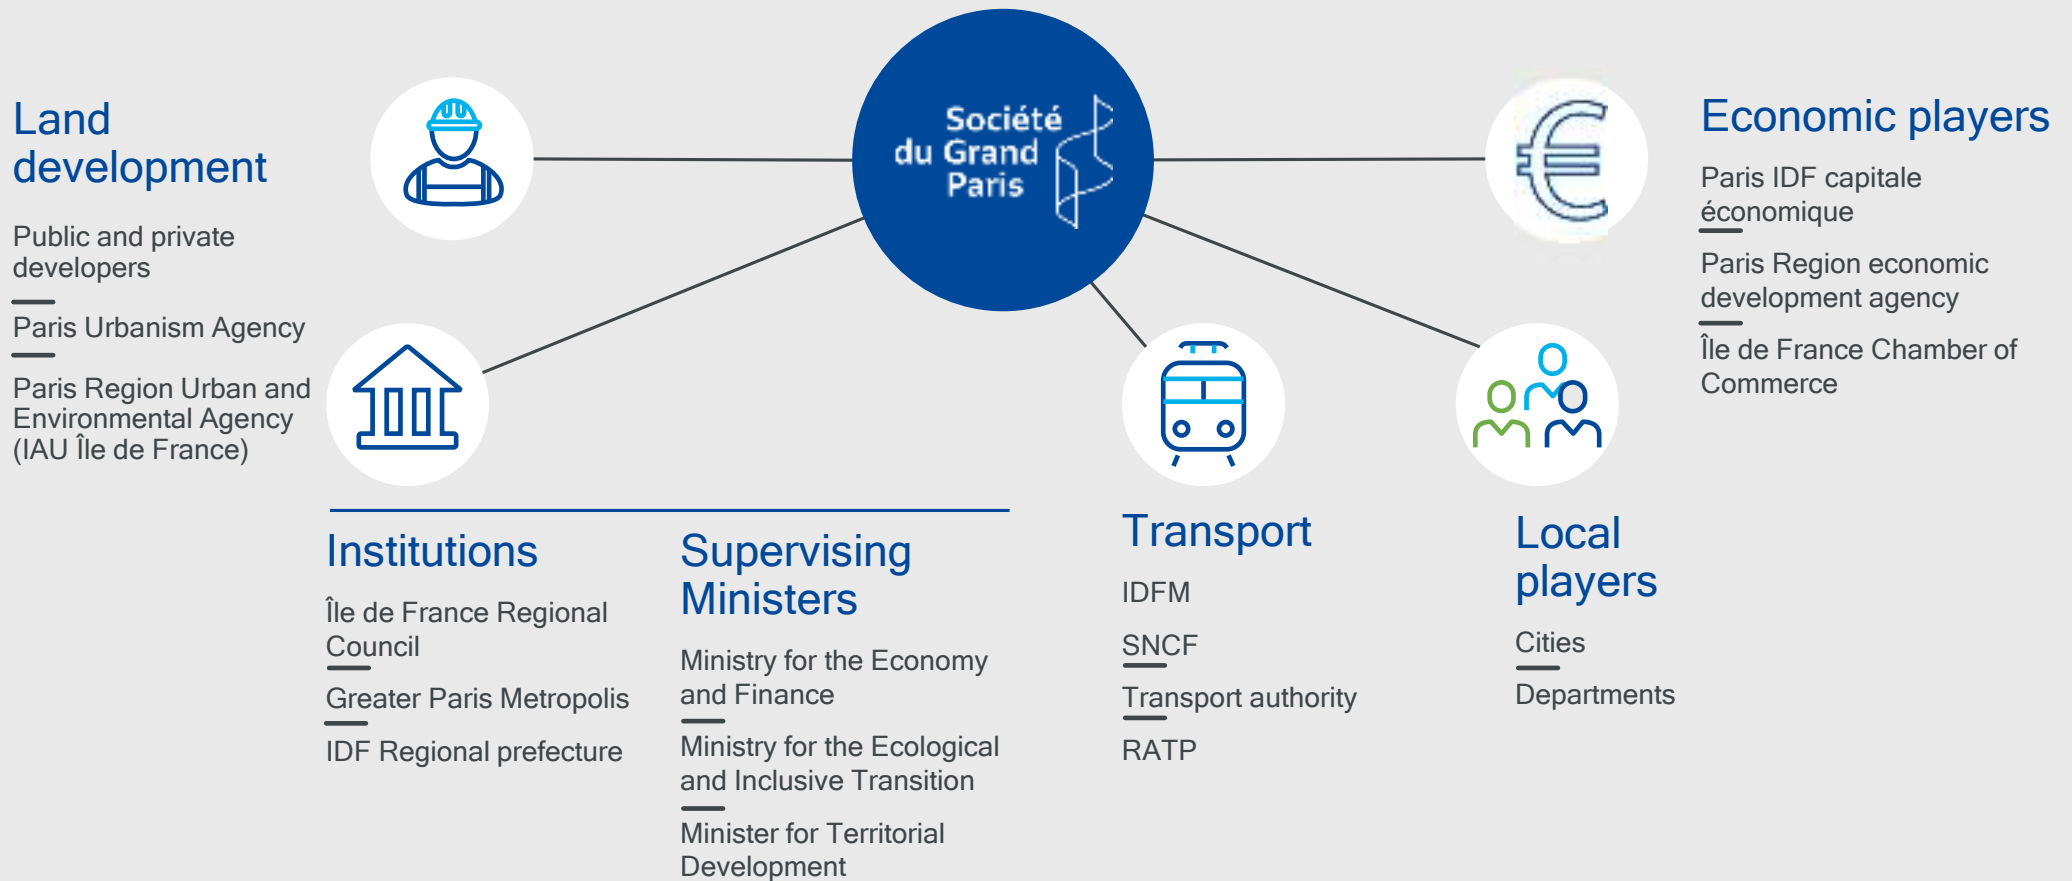 Société
du Grand
Paris
Land
development
Public and private
developers
Paris Urbanism Agency
Paris Region Urban and
Environmental Agency
(IAU Île de France)
Institutions
Île de France Regional
Council
Greater Paris Metropolis
IDF Regional prefecture
Supervising
Ministers
Ministry for the Economy
and Finance
Ministry for the Ecological
and Inclusive Transition
Minister for Territorial
Development
Transport
IDFM
SNCF
Transport authority
RATP
Local
players
Cities
Departments
Economic players
Paris IDF capitale
économique
Paris Region economic
development agency
Île de France Chamber of
Commerce